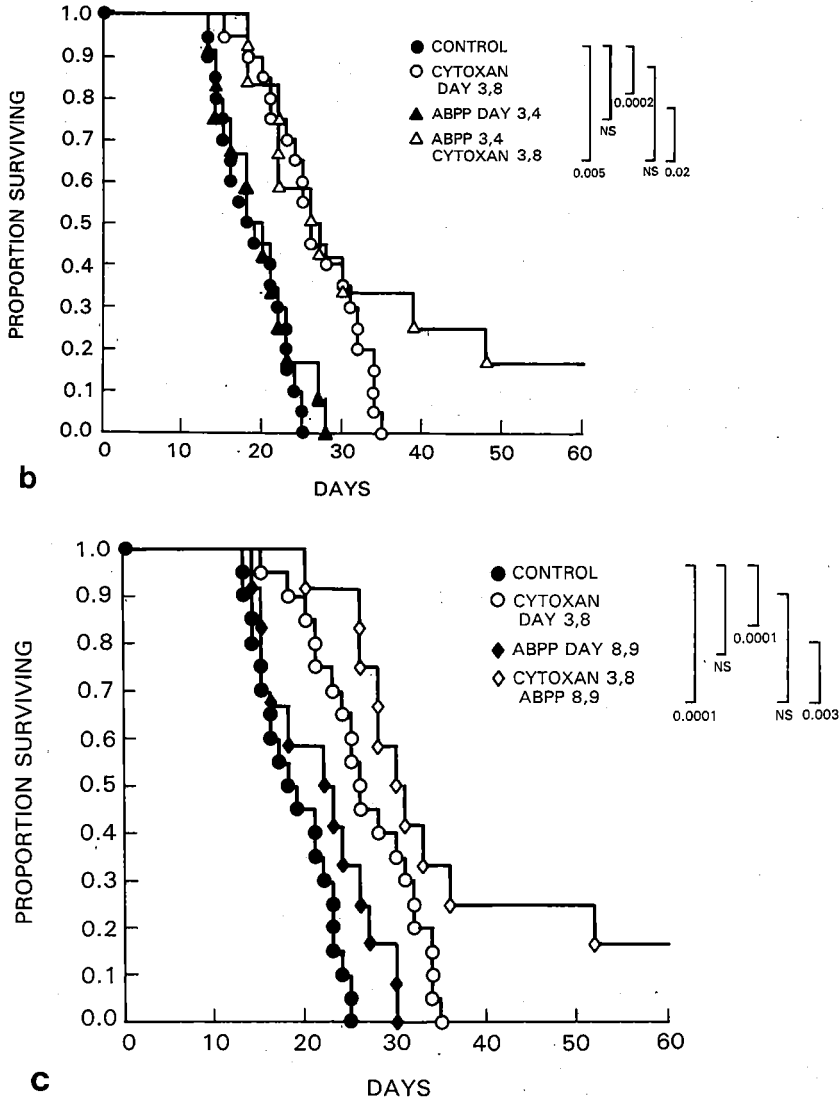 1.0
0.9
0.8
0.7
0.6
0.5
0.4
0.3
0.2
0.1
0.0
PROPORTION SURVIVING
0 10 20 30 40 50 60
DAYS
b
CONTROL
CYTOXAN
DAY 3,8
ABPP DAY 3,4
ABPP 3,4
CYTOXAN 3,8
0.0002
NS
0.005
NS
0.02
1.0
0.9
0.8
0.7
0.6
0.5
0.4
0.3
0.2
0.1
0.0
PROPORTION SURVIVING
0 10 20 30 40 50 60
DAYS
c
CONTROL
CYTOXAN
DAY 3,8
ABPP DAY 8,9
CYTOXAN 3,8
ABPP 8,9
0.0001
NS
0.0001
NS
0.003